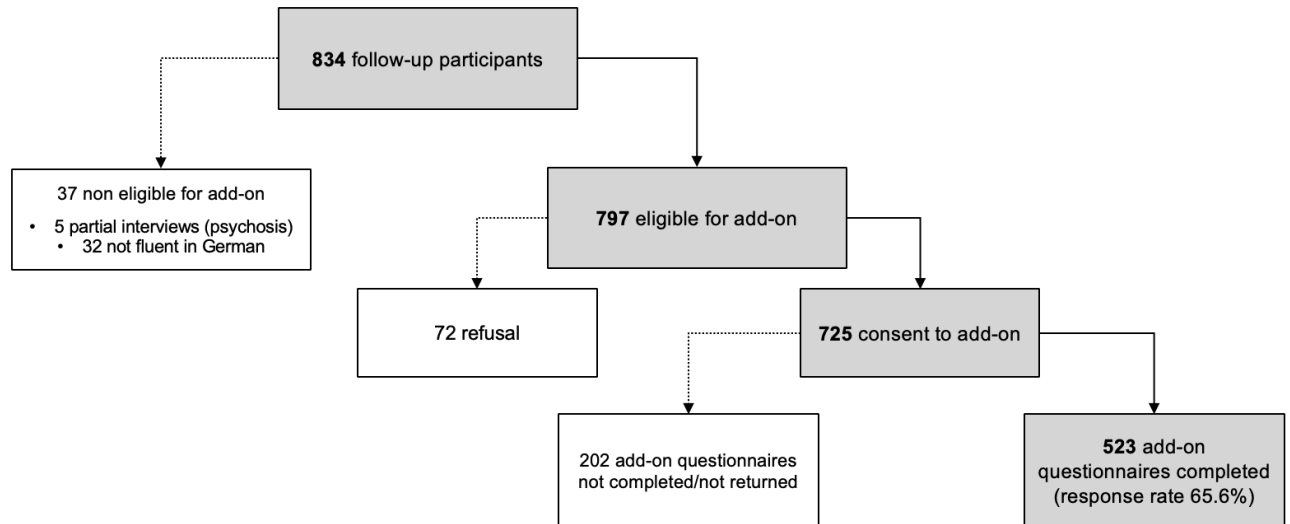 834 follow-up participants
37 non eligible for add-on
• 5 partial interviews (psychosis)
• 32 not fluent in German
797 eligible for add-on
72 refusal
725 consent to add-on
202 add-on questionnaires
not completed/not returned
523 add-on
questionnaires completed
(response rate 65.6%)